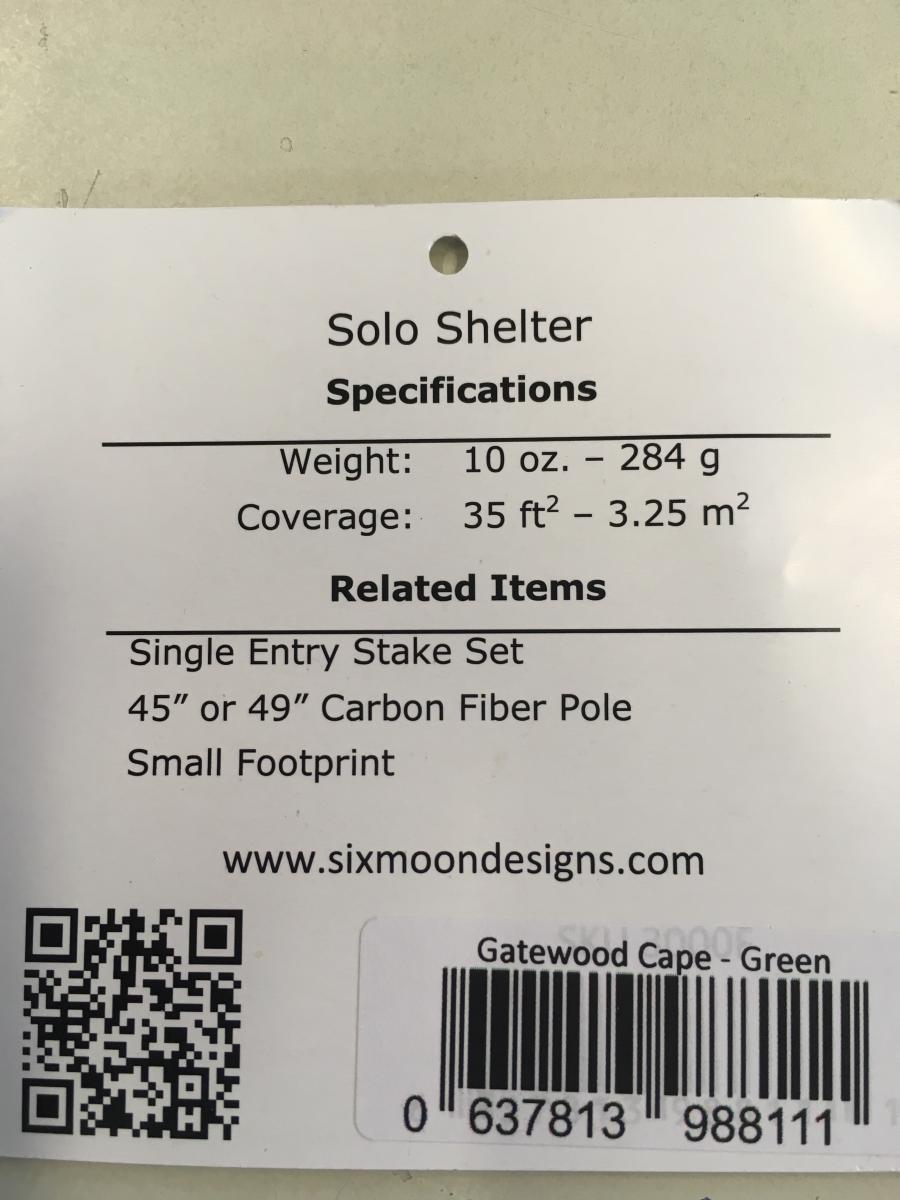 Solo Shelter
Specifications
Weight: 10 oz. – 284 g
Coverage: 35 ft² – 3.25 m²
Related Items
Single Entry Stake Set
45” or 49” Carbon Fiber Pole
Small Footprint
www.sixmoondesigns.com
Gatewood Cape - Green
0 637813 988111